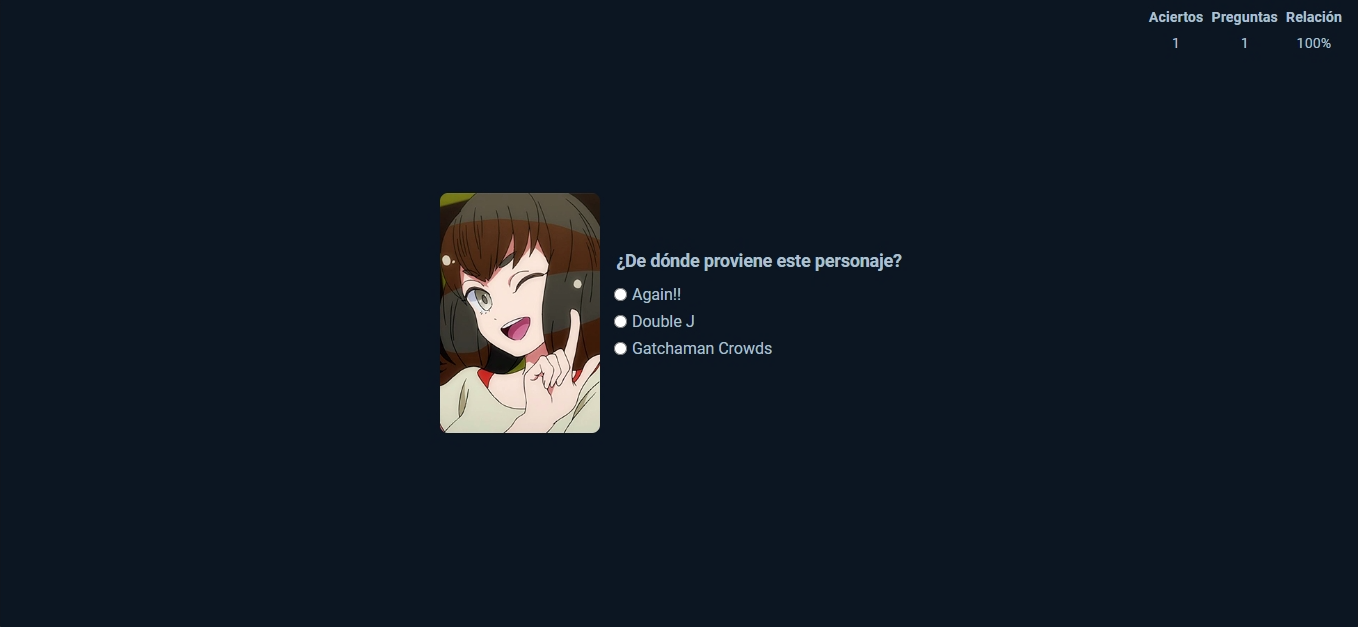 Aciertos Preguntas Relación
1 1 100%
¿De dónde proviene este personaje?
Again!!
Double J
Gatchaman Crowds